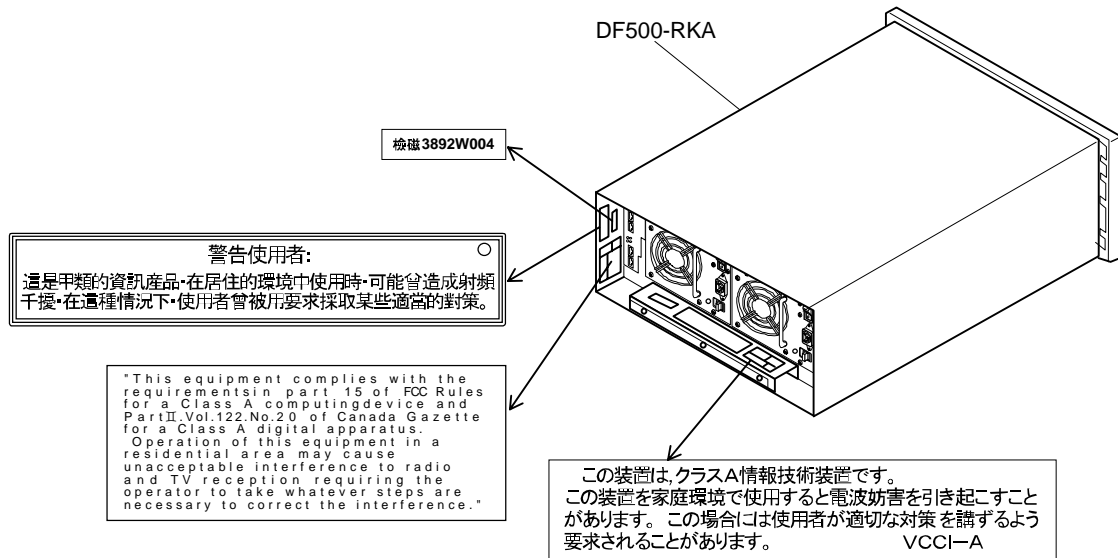 DF500-RKA
檢磁3892W004
警告使用者:
這是甲類的資訊產品·在居住的環境中使用時·可能曾造成射頻
千擾·在這種情況下·使用者曾被用要求採取某些適當的對策。
"This equipment complies with the
requirementsin part 15 of FCC Rules
for a Class A computingdevice and
PartⅡ.Vol.122.No.20 of Canada Gazette
for a Class A digital apparatus.
Operation of this equipment in a
residential area may cause
unacceptable interference to radio
and TV reception requiring the
operator to take whatever steps are
necessary to correct the interference."
この装置は,クラスA情報技術装置です。
この装置を家庭環境で使用すると電波妨害を引き起こすこと
があります。この場合には使用者が適切な対策を講ずるよう
要求されることがあります。 VCCI-A